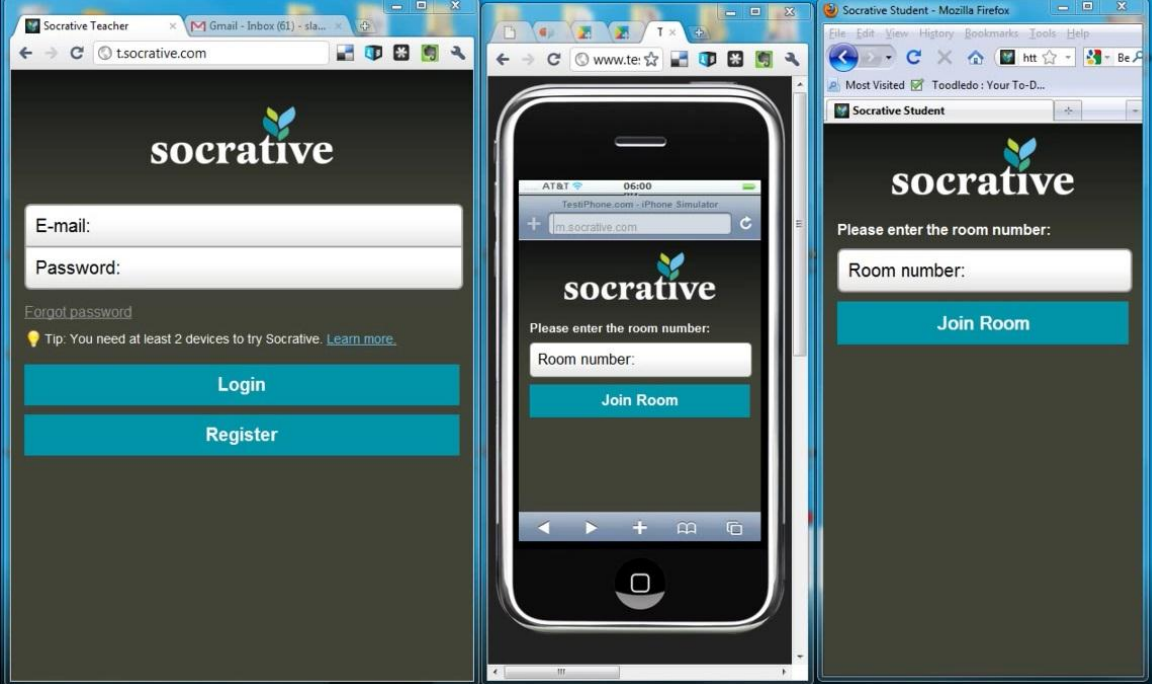 Socrative Teacher
Gmail - Inbox (61) - sla...
t.socrative.com
socrative
E-mail:
Password:
Forgot password
Tip: You need at least 2 devices to try Socrative. Learn more.
Login
Register
T
www.te:
AT&T
06:00
TestiPhone.com - iPhone Simulator
m.socrative.com
socrative
Please enter the room number:
Room number:
Join Room
Socrative Student - Mozilla Firefox
File Edit View History Bookmarks Tools Help
htt
Be
Most Visited
Toodledo : Your To-D...
Socrative Student
socrative
Please enter the room number:
Room number:
Join Room